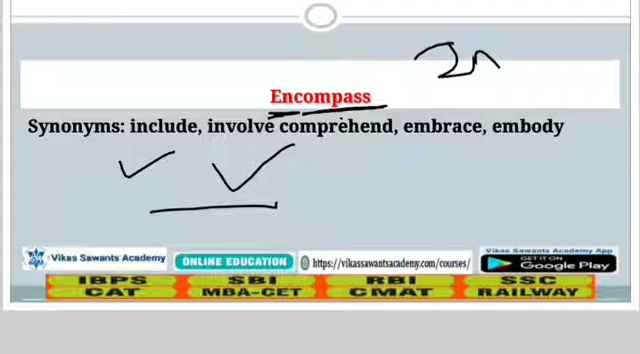 Encompass
Synonyms: include, involve comprehend, embrace, embody
Vikas Sawants Academy
ONLINE EDUCATION
https://vikassawantsacademy.com/courses/
Vikas Sawants Academy App
GET IT ON
Google Play
IBPS SBI RBI SSC
CAT MBA-CET CMAT RAILWAY